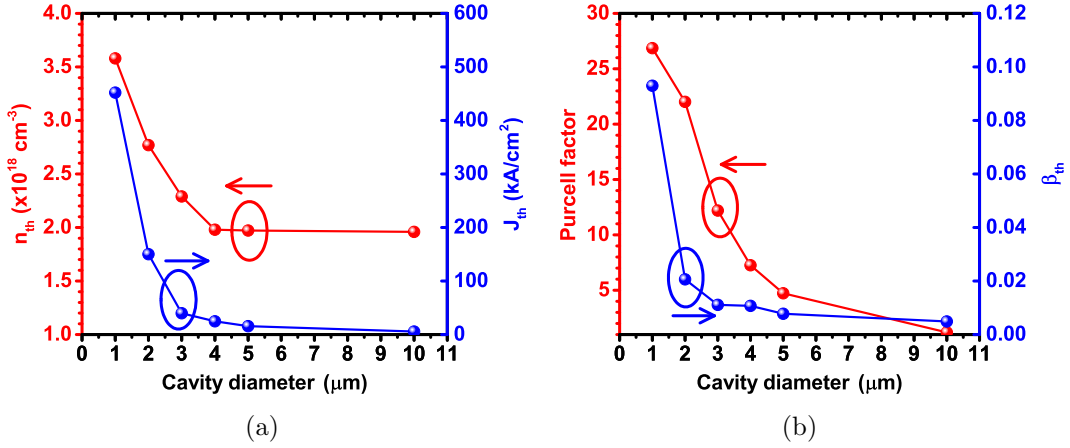 4.0
3.5
3.0
2.5
2.0
1.5
1.0
n_th (x10^18 cm^-3)
600
500
400
300
200
100
0
J_th (kA/cm^2)
0 1 2 3 4 5 6 7 8 9 10 11
Cavity diameter (μm)
(a)
30
25
20
15
10
5
Purcell factor
0.12
0.10
0.08
0.06
0.04
0.02
0.00
β_th
0 1 2 3 4 5 6 7 8 9 10 11
Cavity diameter (μm)
(b)